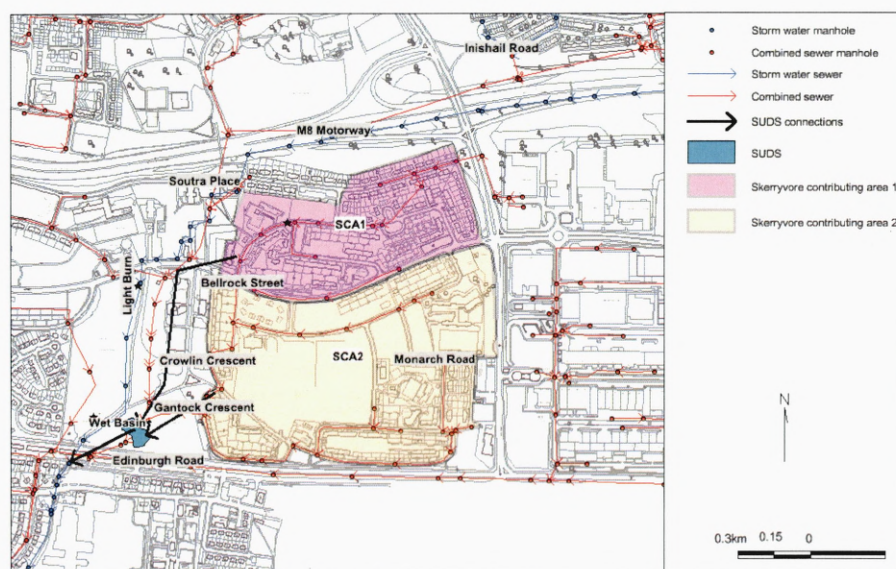 Inishail Road
M8 Motorway
Soutra Place
SCA1
Light Burn
Bellrock Street
Crowlin Crescent
SCA2
Monarch Road
Gantock Crescent
Wet Basin
Edinburgh Road
Storm water manhole
Combined sewer manhole
Storm water sewer
Combined sewer
SUDS connections
SUDS
Skerryvore contributing area 1
Skerryvore contributing area 2
N
0.3km 0.15 0